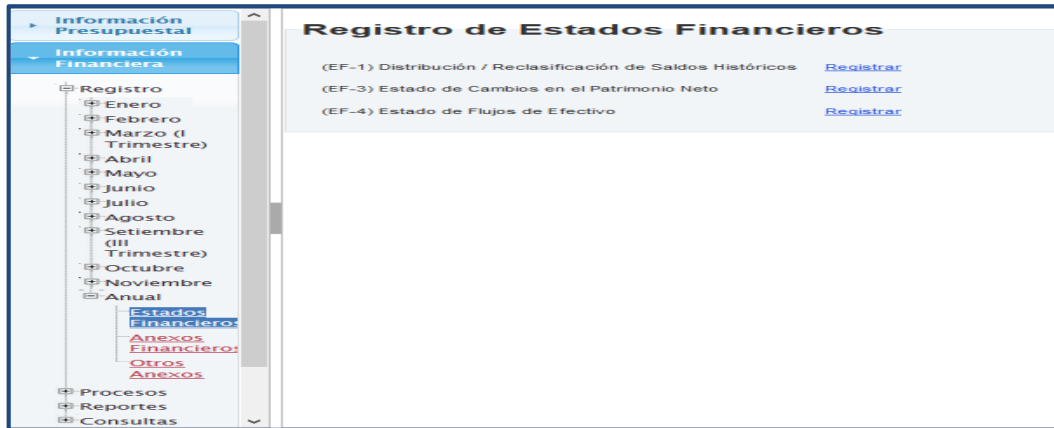 Información
Presupuestal
Información
Financiera
Registro
Enero
Febrero
Marzo (I
Trimestre)
Abril
Mayo
Junio
Julio
Agosto
Setiembre
(III
Trimestre)
Octubre
Noviembre
Anual
Estados
Financieros
Anexos
Financieros
Otros
Anexos
Procesos
Reportes
Consultas
Registro de Estados Financieros
(EF-1) Distribución / Reclasificación de Saldos Históricos Registrar
(EF-3) Estado de Cambios en el Patrimonio Neto Registrar
(EF-4) Estado de Flujos de Efectivo Registrar